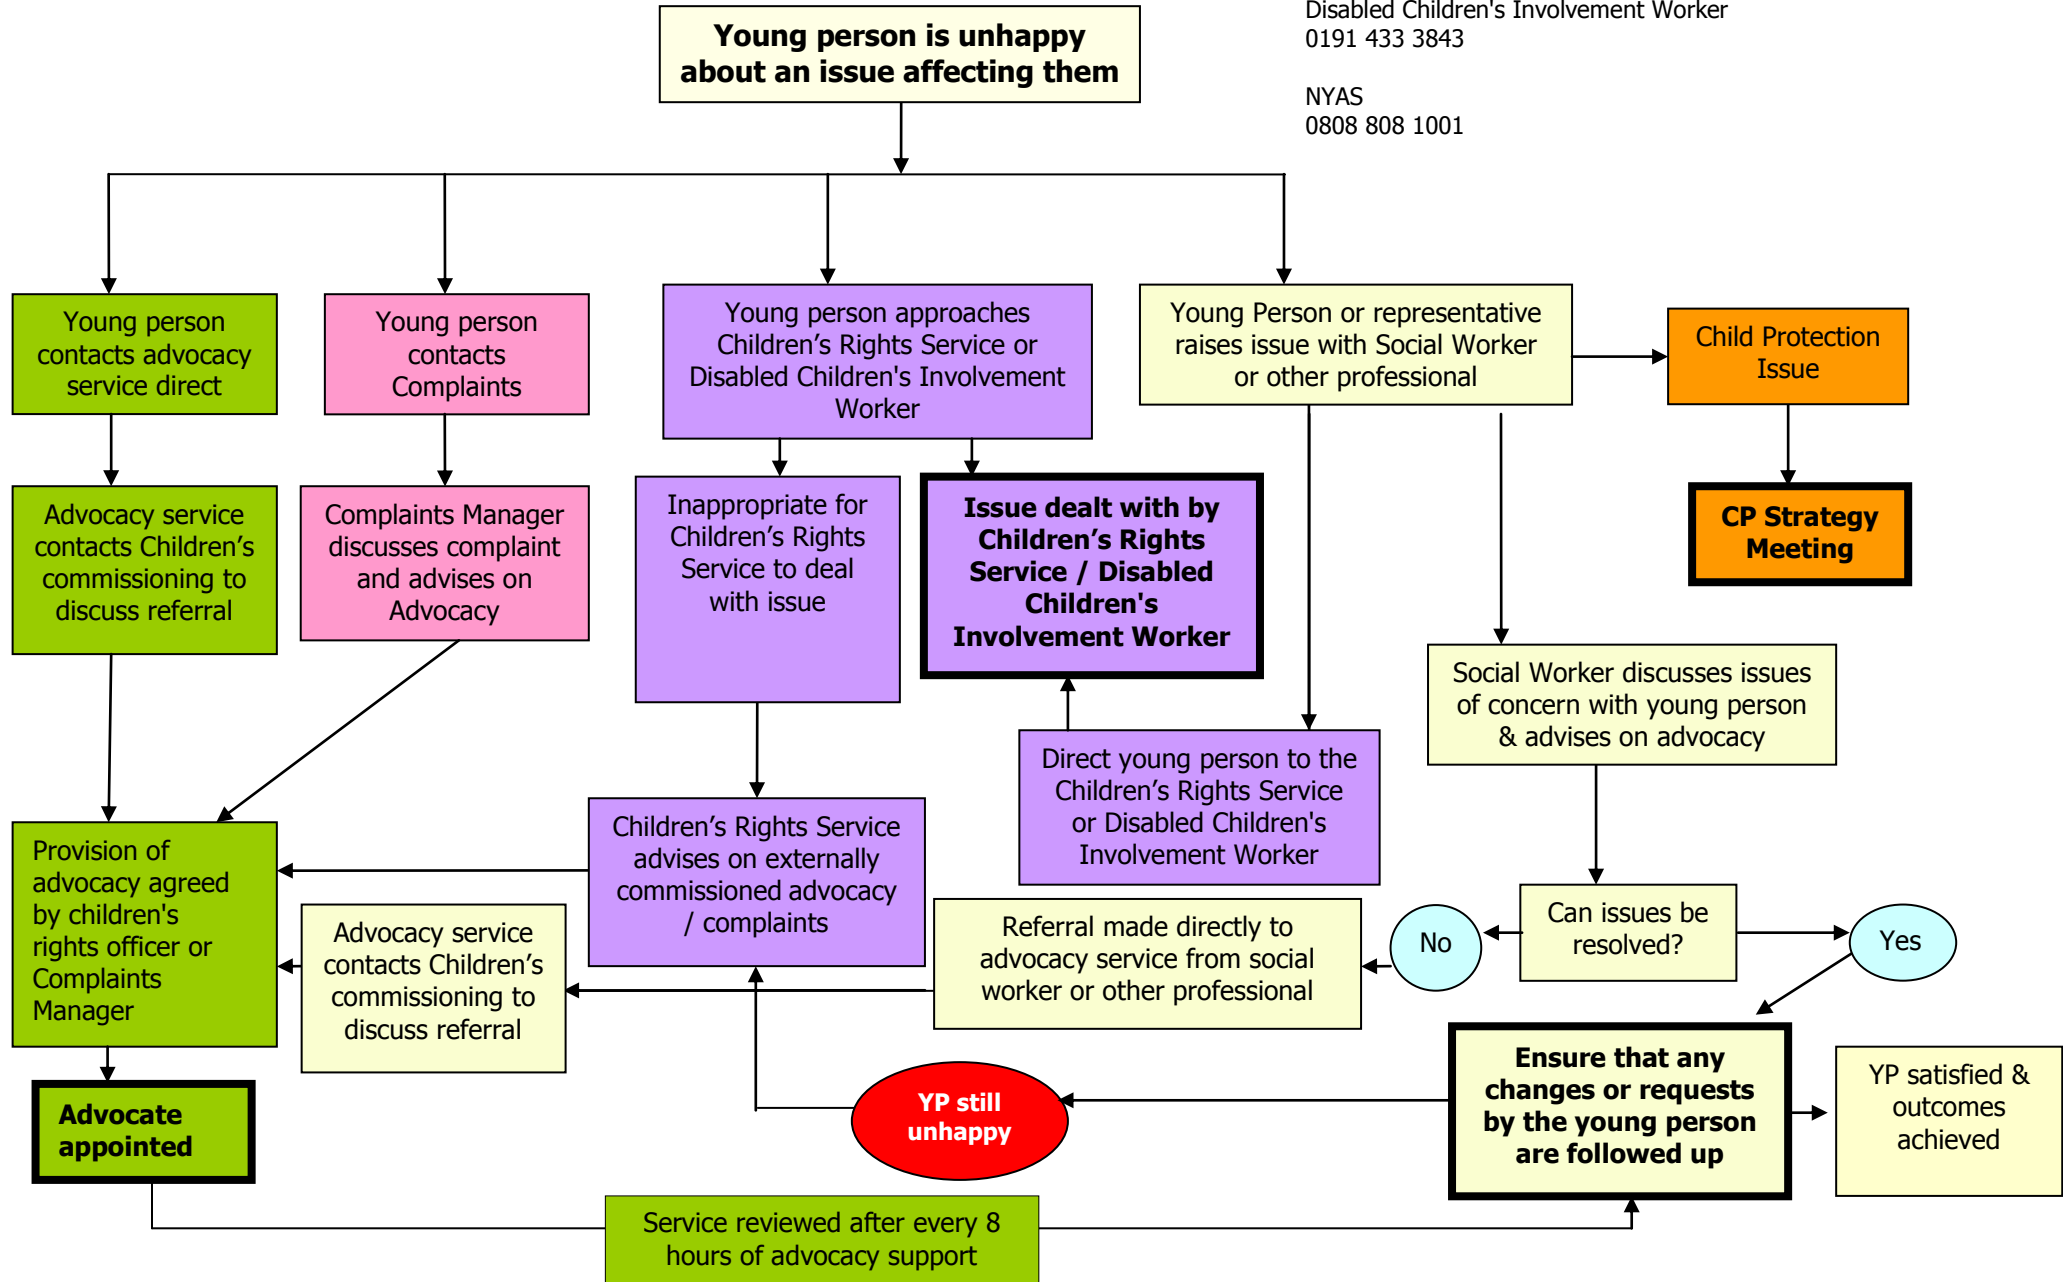 Disabled Children's Involvement Worker
0191 433 3843
NYAS
0808 808 1001
Young person is unhappy
about an issue affecting them
Young person
contacts advocacy
service direct
Young person
contacts
Complaints
Young person approaches
Children’s Rights Service or
Disabled Children's Involvement
Worker
Young Person or representative
raises issue with Social Worker
or other professional
Child Protection
Issue
Advocacy service
contacts Children’s
commissioning to
discuss referral
Complaints Manager
discusses complaint
and advises on
Advocacy
Inappropriate for
Children’s Rights
Service to deal
with issue
Issue dealt with by
Children’s Rights
Service / Disabled
Children's
Involvement Worker
CP Strategy
Meeting
Social Worker discusses issues
of concern with young person
& advises on advocacy
Direct young person to the
Children’s Rights Service
or Disabled Children's
Involvement Worker
Provision of
advocacy agreed
by children's
rights officer or
Complaints
Manager
Children’s Rights Service
advises on externally
commissioned advocacy
/ complaints
Advocacy service
contacts Children’s
commissioning to
discuss referral
Referral made directly to
advocacy service from social
worker or other professional
No
Can issues be
resolved?
Yes
Advocate
appointed
YP still
unhappy
Ensure that any
changes or requests
by the young person
are followed up
YP satisfied &
outcomes
achieved
Service reviewed after every 8
hours of advocacy support